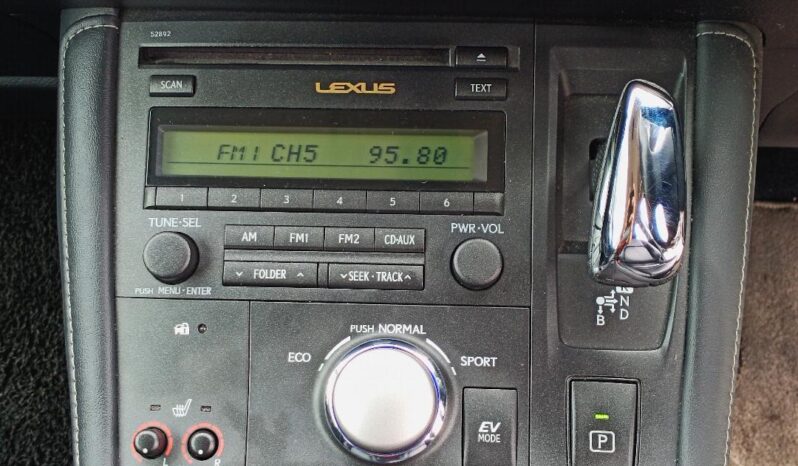 52892
SCAN
LEXUS
TEXT
FM1 CH5 95.80
1 2 3 4 5 6
TUNE·SEL
PWR·VOL
AM FM1 FM2 CD·AUX
FOLDER
SEEK·TRACK
PUSH MENU·ENTER
PUSH NORMAL
ECO
SPORT
EV
MODE
L R
R
N
B D
P